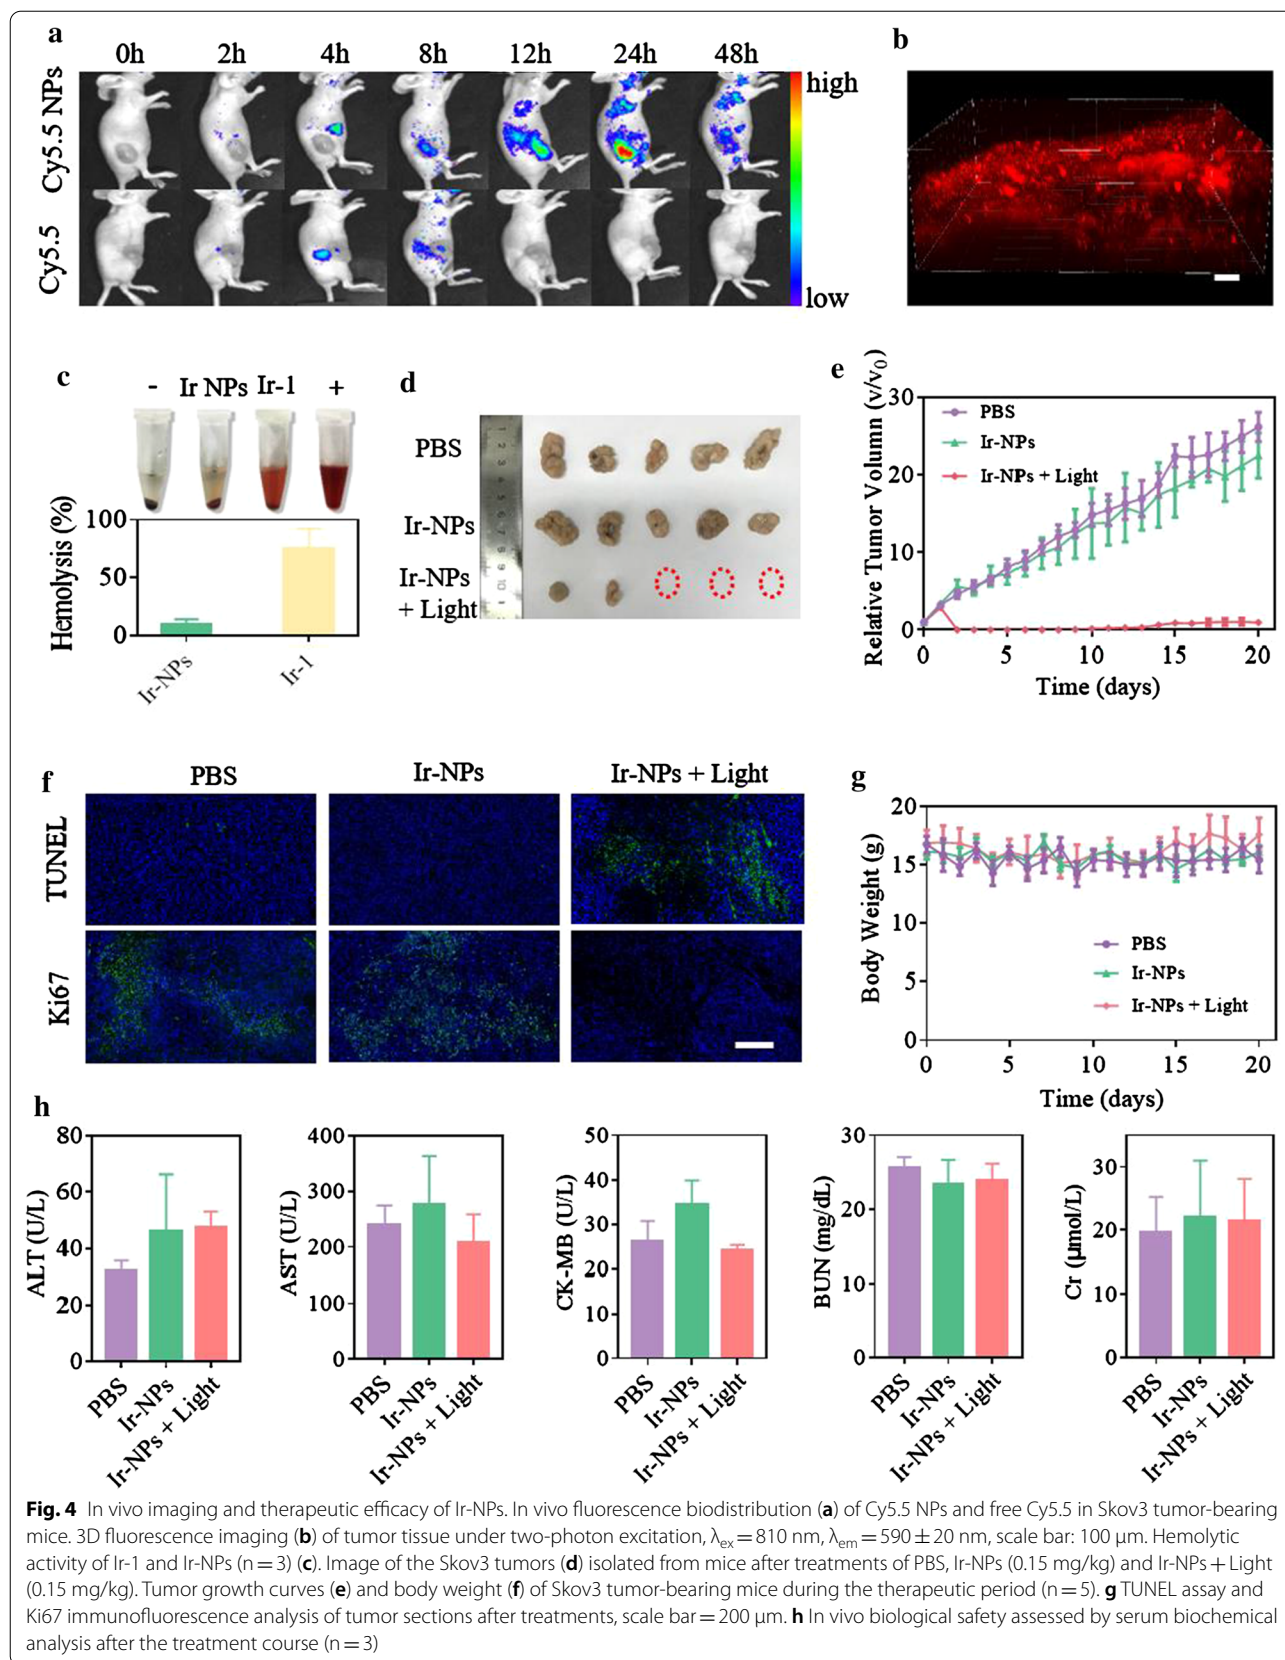 a
0h 2h 4h 8h 12h 24h 48h
Cy5.5 NPs
Cy5.5
high
low
b
c
- Ir NPs Ir-1 +
Hemolysis (%)
100
50
0
Ir-NPs
Ir-1
d
PBS
Ir-NPs
Ir-NPs
+ Light
e
Relative Tumor Volumn (v/v0)
30
20
10
0
PBS
Ir-NPs
Ir-NPs + Light
0 5 10 15 20
Time (days)
f
PBS Ir-NPs Ir-NPs + Light
TUNEL
Ki67
g
Body Weight (g)
20
15
10
5
0
PBS
Ir-NPs
Ir-NPs + Light
0 5 10 15 20
Time (days)
h
ALT (U/L)
80
60
40
20
0
PBS
Ir-NPs
Ir-NPs + Light
AST (U/L)
400
300
200
100
0
PBS
Ir-NPs
Ir-NPs + Light
CK-MB (U/L)
50
40
30
20
10
0
PBS
Ir-NPs
Ir-NPs + Light
BUN (mg/dL)
30
20
10
0
PBS
Ir-NPs
Ir-NPs + Light
Cr (μmol/L)
30
20
10
0
PBS
Ir-NPs
Ir-NPs + Light
Fig. 4 In vivo imaging and therapeutic efficacy of Ir-NPs. In vivo fluorescence biodistribution (a) of Cy5.5 NPs and free Cy5.5 in Skov3 tumor-bearing
mice. 3D fluorescence imaging (b) of tumor tissue under two-photon excitation, λex = 810 nm, λem = 590 ± 20 nm, scale bar: 100 μm. Hemolytic
activity of Ir-1 and Ir-NPs (n = 3) (c). Image of the Skov3 tumors (d) isolated from mice after treatments of PBS, Ir-NPs (0.15 mg/kg) and Ir-NPs + Light
(0.15 mg/kg). Tumor growth curves (e) and body weight (f) of Skov3 tumor-bearing mice during the therapeutic period (n = 5). g TUNEL assay and
Ki67 immunofluorescence analysis of tumor sections after treatments, scale bar = 200 μm. h In vivo biological safety assessed by serum biochemical
analysis after the treatment course (n = 3)